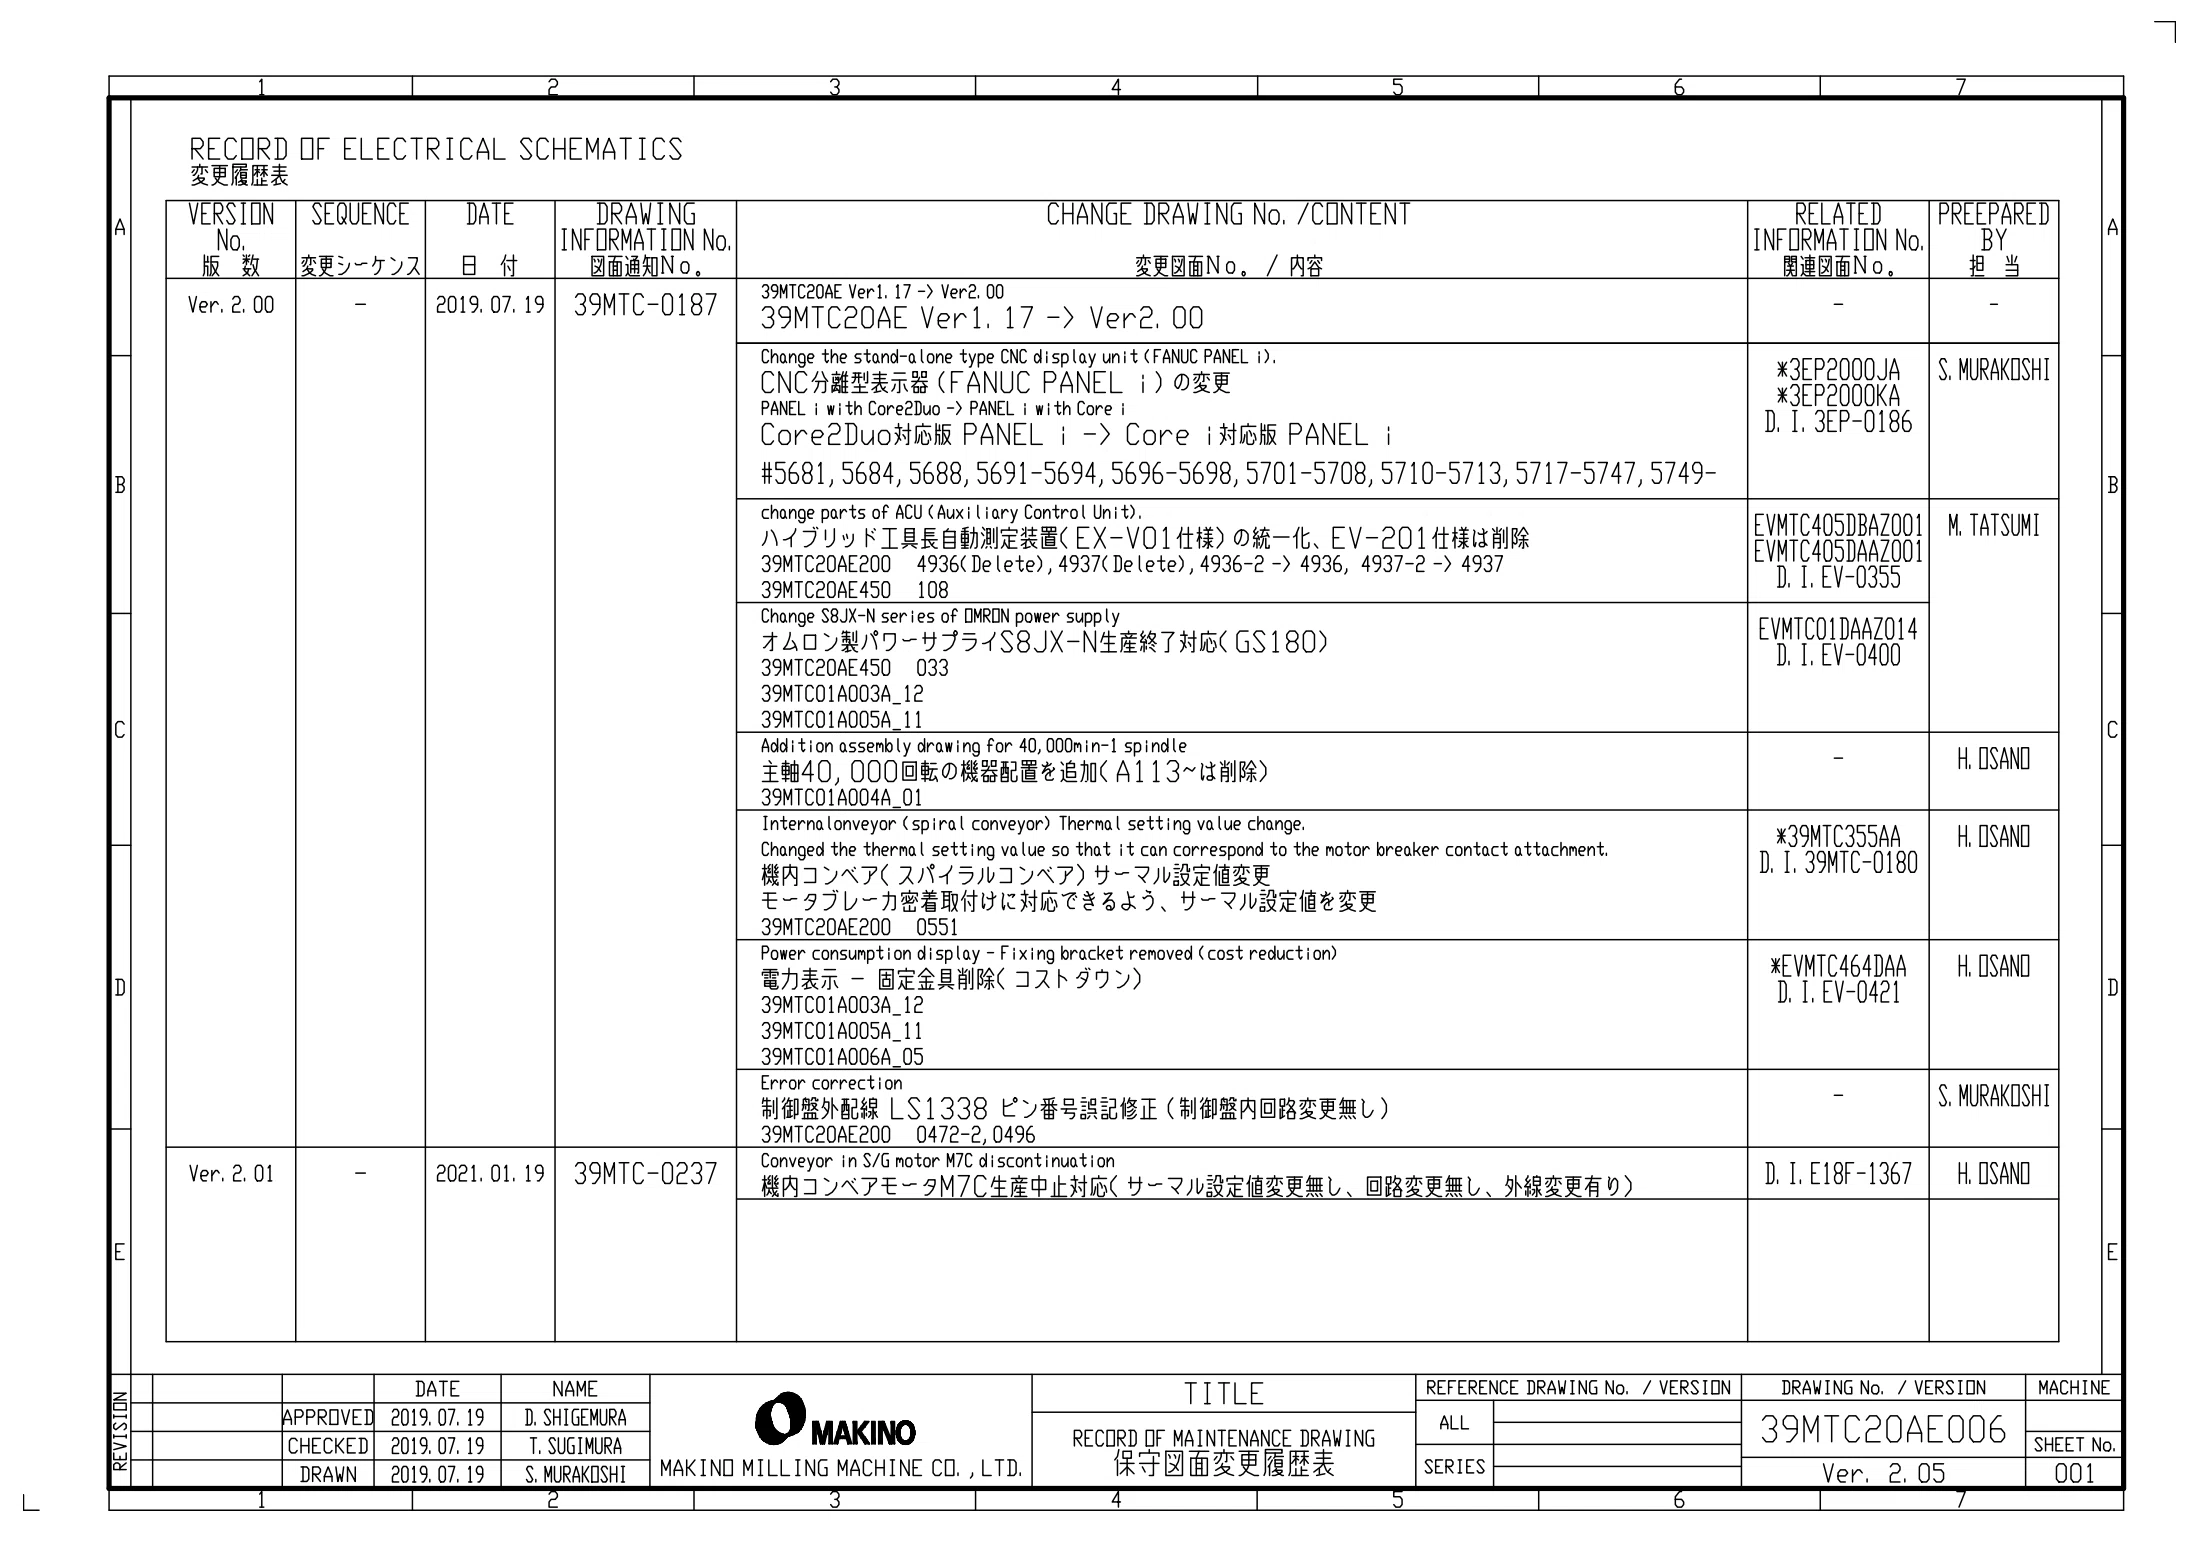 1 2 3 4 5 6 7
RECORD OF ELECTRICAL SCHEMATICS
変更履歴表
VERSION No. 版 数
SEQUENCE 変更シーケンス
DATE 日 付
DRAWING INFORMATION No. 図面通知No。
CHANGE DRAWING No. /CONTENT 変更図面No。 / 内容
RELATED INFORMATION No. 関連図面No。
PREEPARED BY 担 当
A A
B B
C C
D D
E E
Ver. 2. 00 - 2019. 07. 19 39MTC-0187
39MTC20AE Ver1. 17 -> Ver2. 00
39MTC20AE Ver1. 17 -> Ver2. 00
- -
Change the stand-alone type CNC display unit (FANUC PANEL i).
CNC分離型表示器 (FANUC PANEL i) の変更
PANEL i with Core2Duo -> PANEL i with Core i
Core2Duo対応版 PANEL i -> Core i対応版 PANEL i
#5681, 5684, 5688, 5691-5694, 5696-5698, 5701-5708, 5710-5713, 5717-5747, 5749-
*3EP2000JA
*3EP2000KA
D. I. 3EP-0186
S. MURAKOSHI
change parts of ACU (Auxiliary Control Unit).
ハイブリッド工具長自動測定装置( EX-V01仕様) の統一化、EV-201仕様は削除
39MTC20AE200 4936(Delete), 4937(Delete), 4936-2 -> 4936, 4937-2 -> 4937
39MTC20AE450 108
EVMTC405DBAZ001
EVMTC405DAAZ001
D. I. EV-0355
M. TATSUMI
Change S8JX-N series of OMRON power supply
オムロン製パワーサプライS8JX-N生産終了対応( GS180)
39MTC20AE450 033
39MTC01A003A_12
39MTC01A005A_11
EVMTC01DAAZ014
D. I. EV-0400
Addition assembly drawing for 40, 000min-1 spindle
主軸40, 000回転の機器配置を追加( A113~は削除)
39MTC01A004A_01
- H. OSANO
Internalonveyor (spiral conveyor) Thermal setting value change.
Changed the thermal setting value so that it can correspond to the motor breaker contact attachment.
機内コンベア( スパイラルコンベア) サーマル設定値変更
モータブレーカ密着取付けに対応できるよう、サーマル設定値を変更
39MTC20AE200 0551
*39MTC355AA
D. I. 39MTC-0180
H. OSANO
Power consumption display - Fixing bracket removed (cost reduction)
電力表示 － 固定金具削除( コストダウン)
39MTC01A003A_12
39MTC01A005A_11
39MTC01A006A_05
*EVMTC464DAA
D. I. EV-0421
H. OSANO
Error correction
制御盤外配線 LS1338 ピン番号誤記修正 ( 制御盤内回路変更無し )
39MTC20AE200 0472-2, 0496
- S. MURAKOSHI
Ver. 2. 01 - 2021. 01. 19 39MTC-0237
Conveyor in S/G motor M7C discontinuation
機内コンベアモータM7C生産中止対応( サーマル設定値変更無し、回路変更無し、外線変更有り)
D. I. E18F-1367 H. OSANO
REVISION
DATE NAME
APPROVED 2019. 07. 19 D. SHIGEMURA
CHECKED 2019. 07. 19 T. SUGIMURA
DRAWN 2019. 07. 19 S. MURAKOSHI
MAKINO
MAKINO MILLING MACHINE CO. , LTD.
TITLE
RECORD OF MAINTENANCE DRAWING
保守図面変更履歴表
REFERENCE DRAWING No. / VERSION
ALL
SERIES
DRAWING No. / VERSION
39MTC20AE006
Ver. 2. 05
MACHINE
SHEET No.
001
1 2 3 4 5 6 7